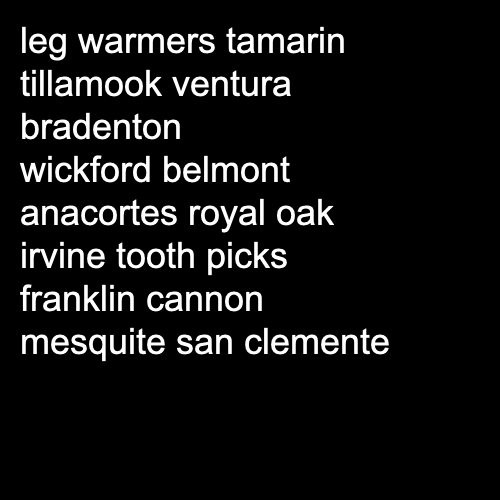 leg warmers tamarin
tillamook ventura
bradenton
wickford belmont
anacortes royal oak
irvine tooth picks
franklin cannon
mesquite san clemente